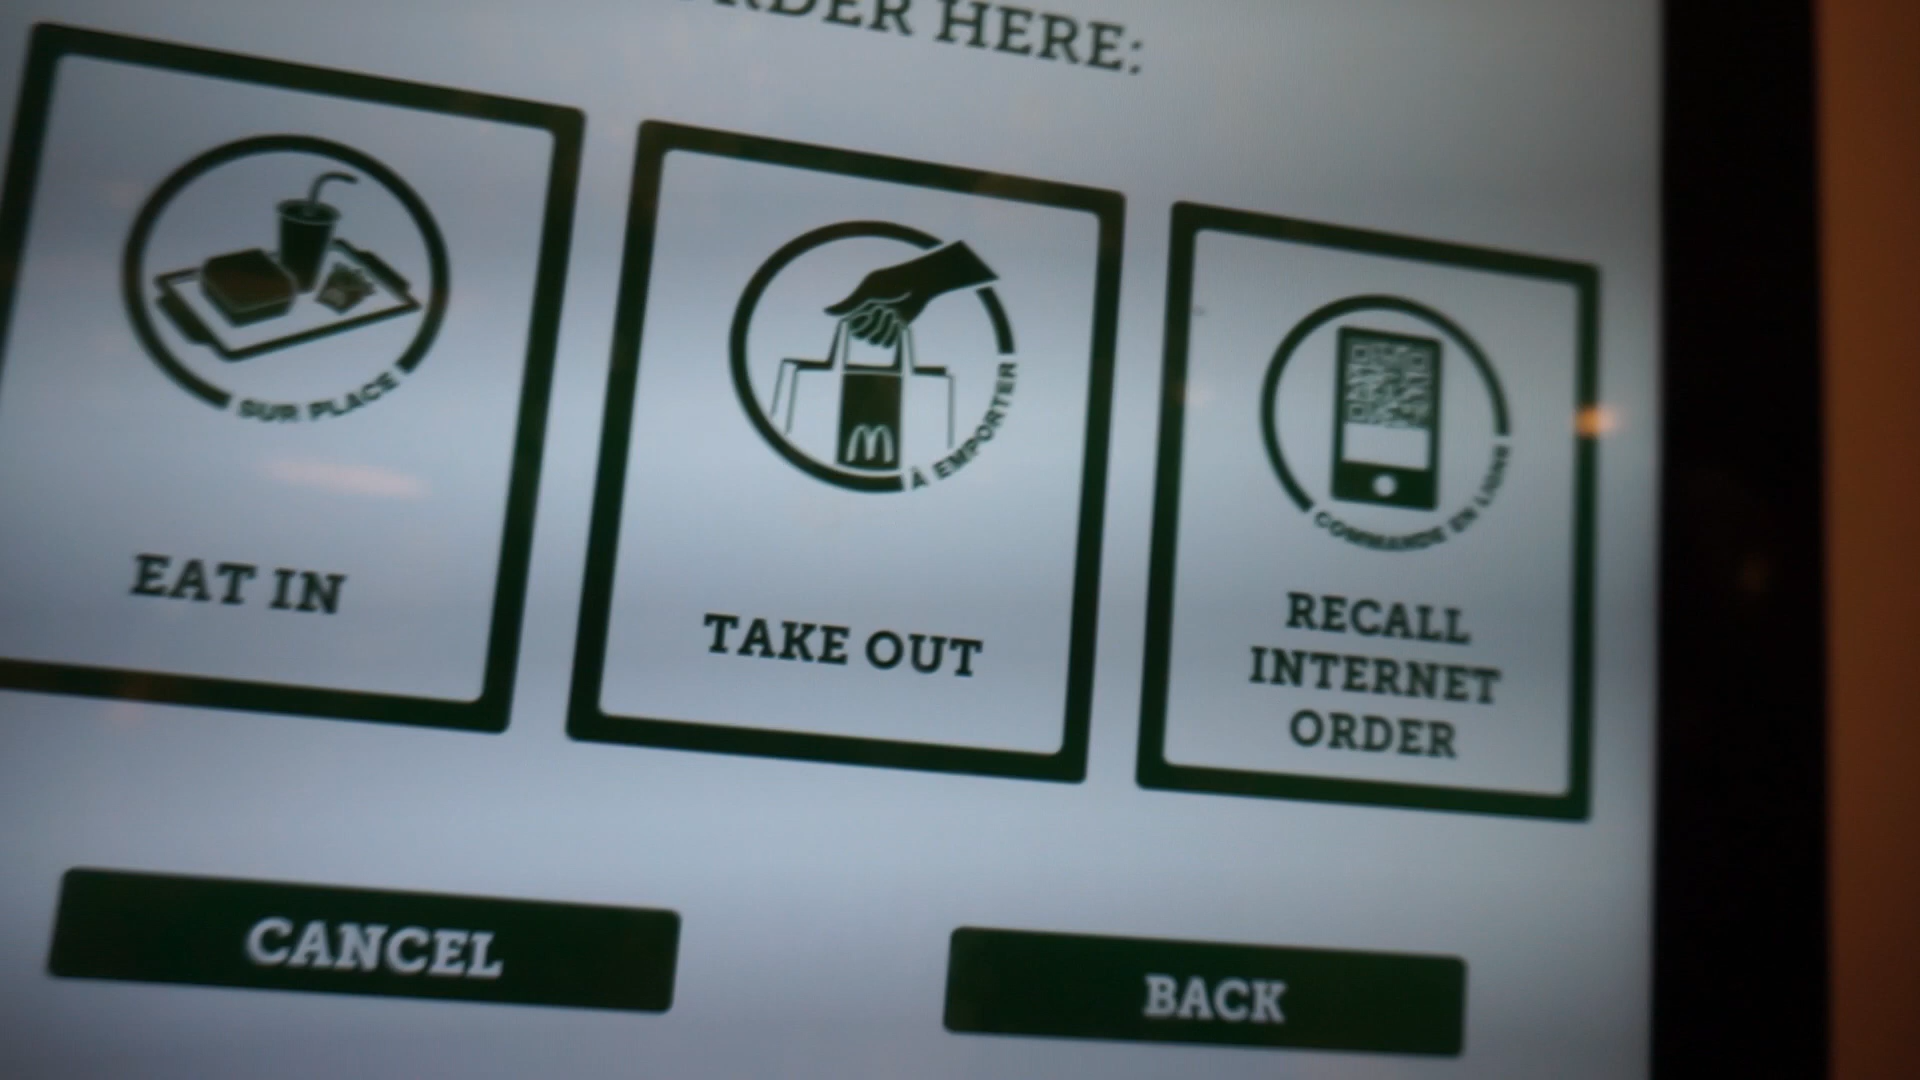 ORDER HERE:
SUR PLACE
EAT IN
À EMPORTER
TAKE OUT
COMMANDE EN LIGNE
RECALL
INTERNET
ORDER
CANCEL
BACK